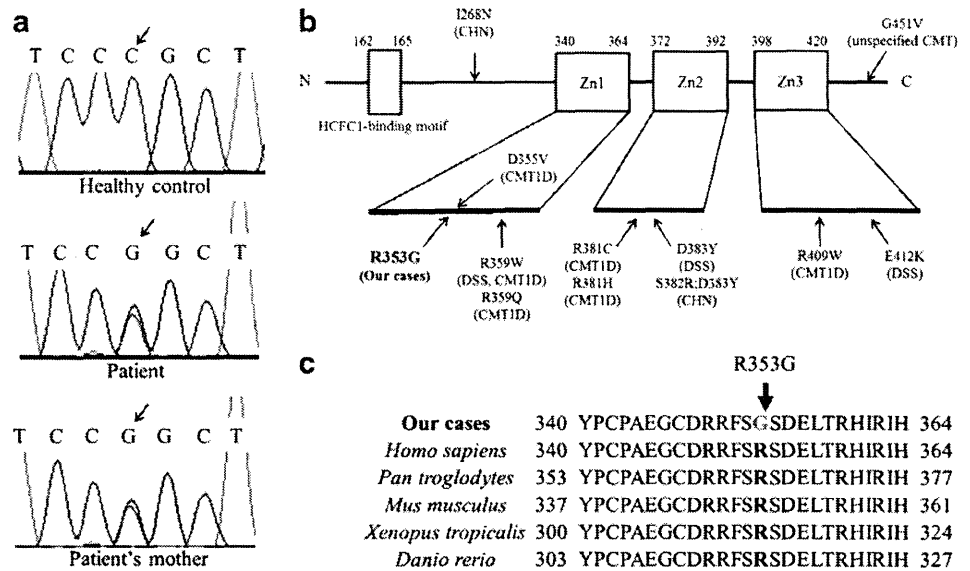 a
T C C C G C T
Healthy control
T C C G G C T
Patient
T C C G G C T
Patient's mother
b
I268N
(CHN)
G451V
(unspecified CMT)
162 165 340 364 372 392 398 420
N Zn1 Zn2 Zn3 C
HCFC1-binding motif
D355V
(CMT1D)
R353G
(Our cases)
R359W
(DSS, CMT1D)
R359Q
(CMT1D)
R381C
(CMT1D)
R381H
(CMT1D)
D383Y
(DSS)
S382R;D383Y
(CHN)
R409W
(CMT1D)
E412K
(DSS)
c
R353G
Our cases 340 YPCPAEGCDRRFSGSDELTRHIRIH 364
Homo sapiens 340 YPCPAEGCDRRFSRSDELTRHIRIH 364
Pan troglodytes 353 YPCPAEGCDRRFSRSDELTRHIRIH 377
Mus musculus 337 YPCPAEGCDRRFSRSDELTRHIRIH 361
Xenopus tropicalis 300 YPCPAEGCDRRFSRSDELTRHIRIH 324
Danio rerio 303 YPCPAEGCDRRFSRSDELTRHIRIH 327